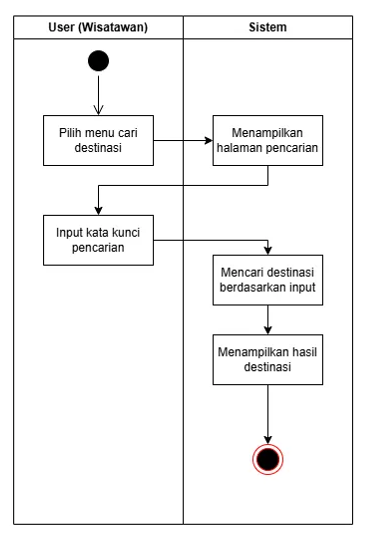 User (Wisatawan)
Sistem
Pilih menu cari
destinasi
Menampilkan
halaman pencarian
Input kata kunci
pencarian
Mencari destinasi
berdasarkan input
Menampilkan hasil
destinasi